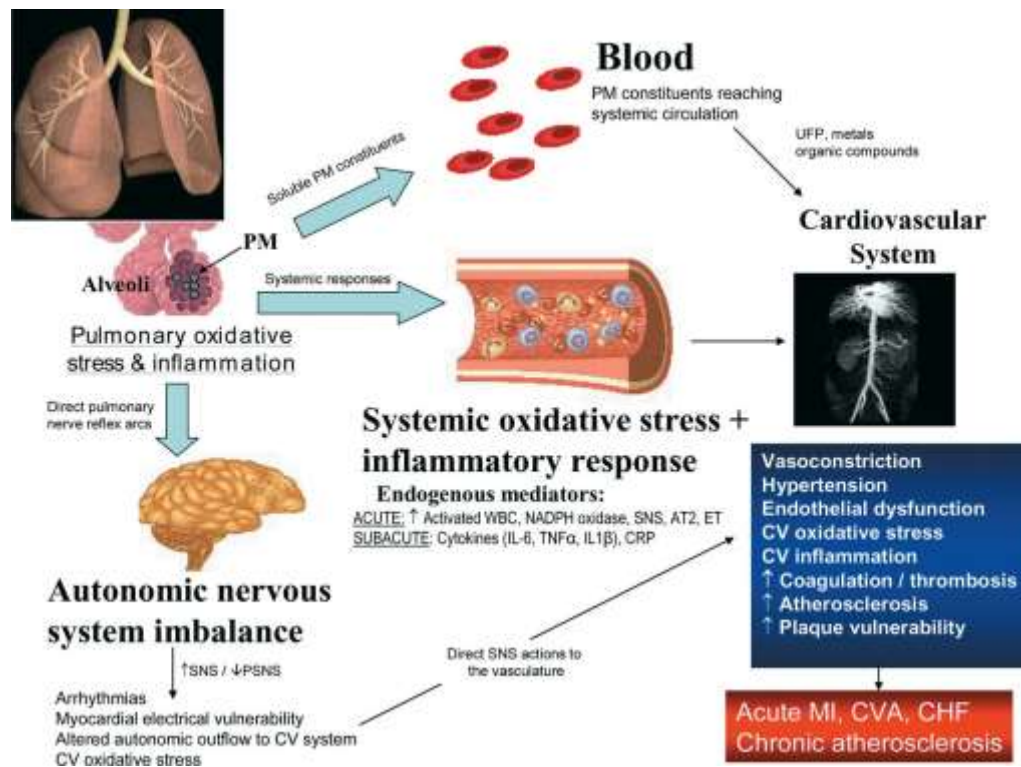 Blood
PM constituents reaching
systemic circulation
UFP, metals
organic compounds
Soluble PM constituents
Cardiovascular
System
PM
Alveoli
Systemic responses
Pulmonary oxidative
stress & inflammation
Direct pulmonary
nerve reflex arcs
Systemic oxidative stress +
inflammatory response
Endogenous mediators:
ACUTE: ↑ Activated WBC, NADPH oxidase, SNS, AT2, ET
SUBACUTE: Cytokines (IL-6, TNFα, IL1β), CRP
Autonomic nervous
system imbalance
↑SNS / ↓PSNS
Arrhythmias
Myocardial electrical vulnerability
Altered autonomic outflow to CV system
CV oxidative stress
Direct SNS actions to
the vasculature
Vasoconstriction
Hypertension
Endothelial dysfunction
CV oxidative stress
CV inflammation
↑ Coagulation / thrombosis
↑ Atherosclerosis
↑ Plaque vulnerability
Acute MI, CVA, CHF
Chronic atherosclerosis